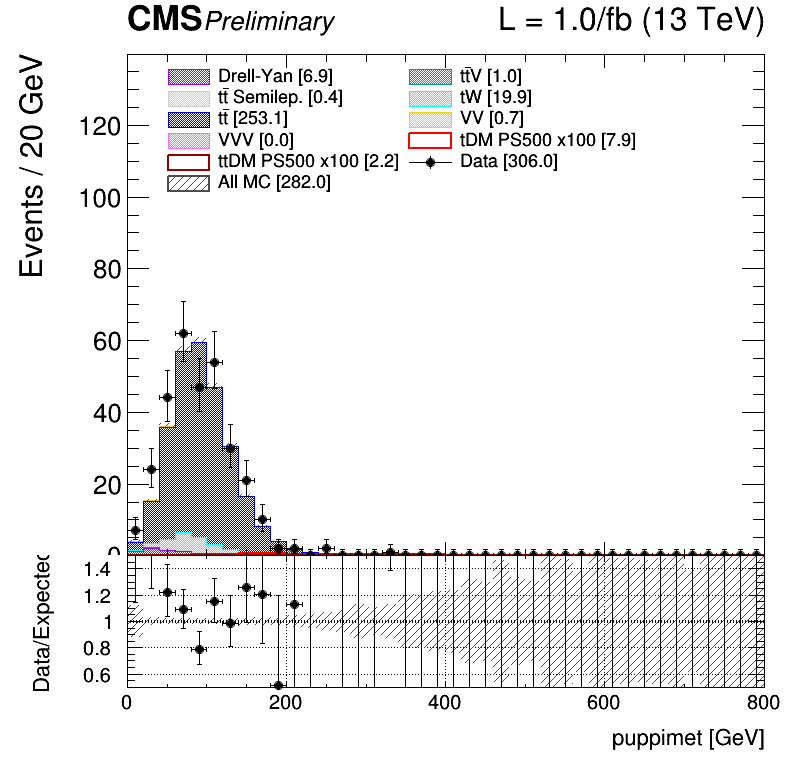 CMS Preliminary L = 1.0/fb (13 TeV)
Events / 20 GeV
Drell-Yan [6.9] tt̄V [1.0]
tt̄ Semilep. [0.4] tW [19.9]
tt̄ [253.1] VV [0.7]
VVV [0.0] tDM PS500 x100 [7.9]
ttDM PS500 x100 [2.2] Data [306.0]
All MC [282.0]
120
100
80
60
40
20
0
Data/Expected
1.4
1.2
1
0.8
0.6
0 200 400 600 800
puppimet [GeV]